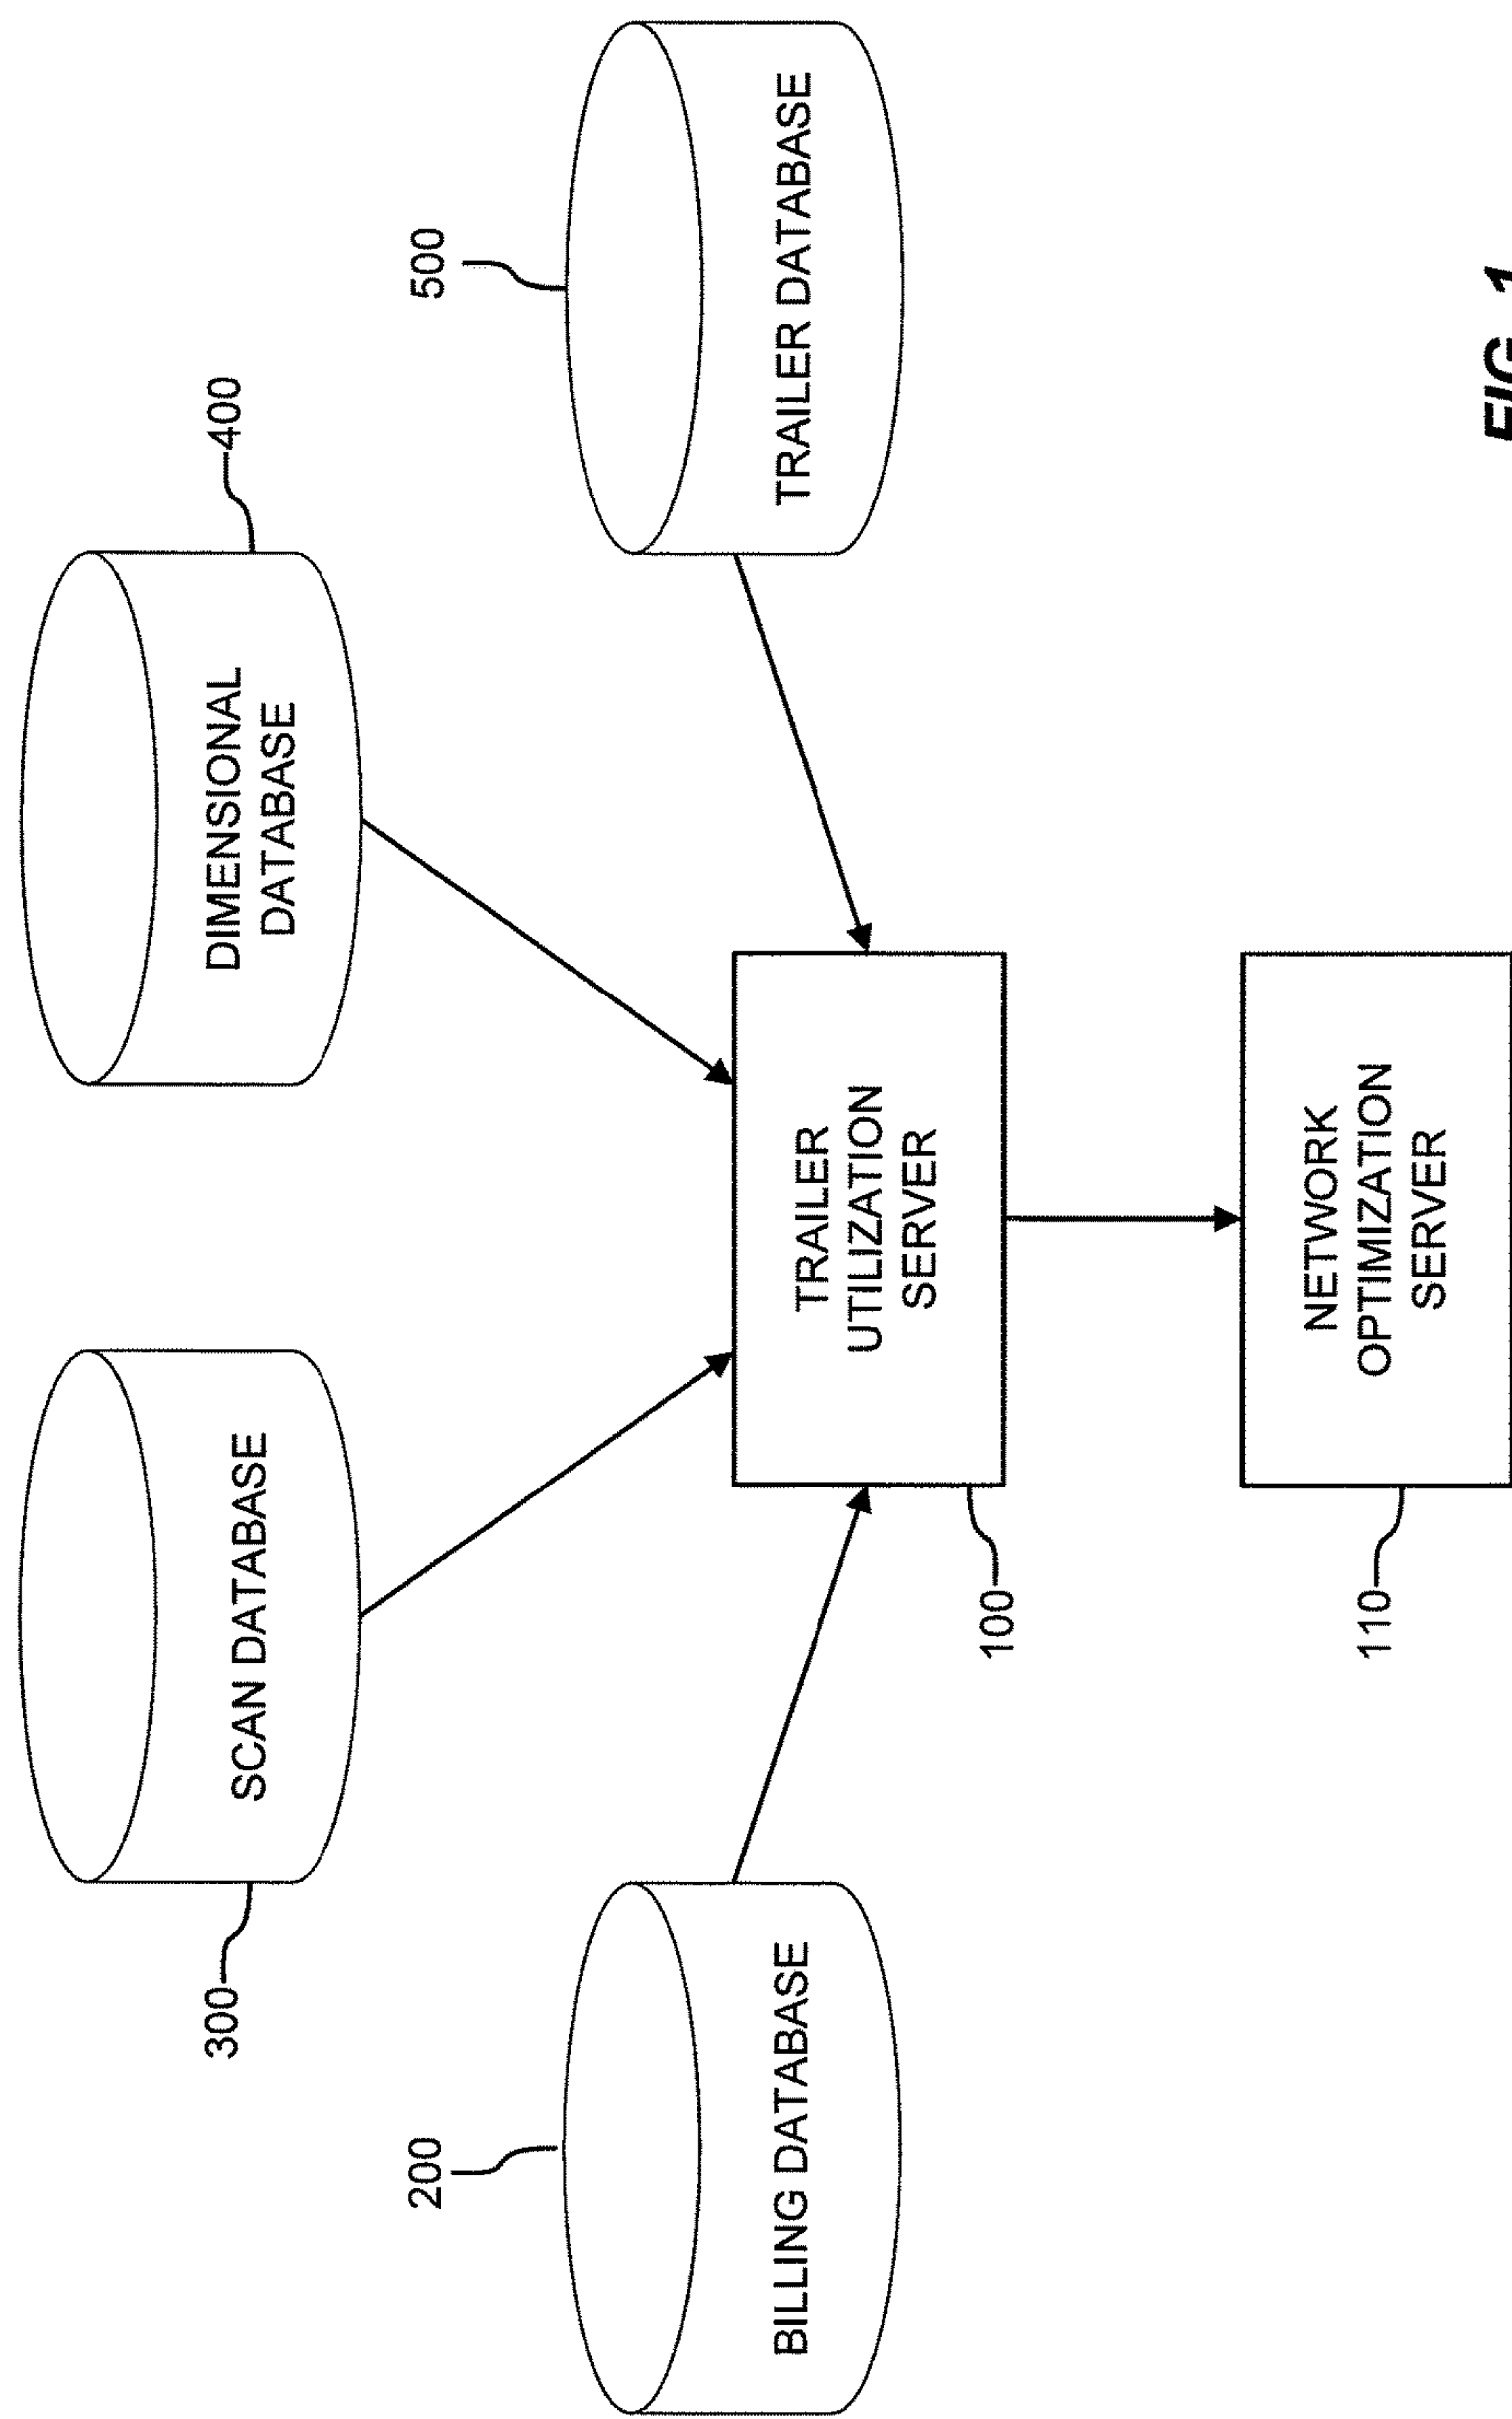 300
400
SCAN DATABASE
DIMENSIONAL
DATABASE
200
500
BILLING DATABASE
TRAILER DATABASE
TRAILER
UTILIZATION
SERVER
100
NETWORK
OPTIMIZATION
SERVER
110
FIG. 1